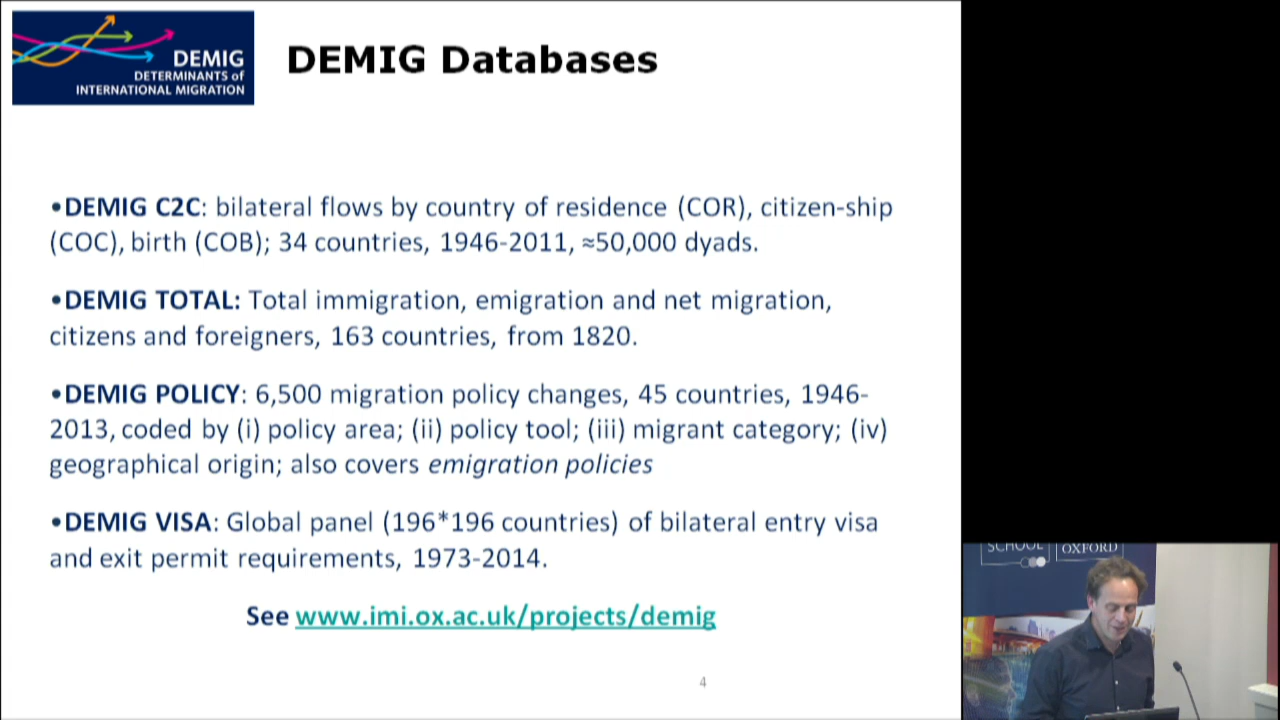 DEMIG
DETERMINANTS of
INTERNATIONAL MIGRATION
DEMIG Databases
•DEMIG C2C: bilateral flows by country of residence (COR), citizen-ship
(COC), birth (COB); 34 countries, 1946-2011, ≈50,000 dyads.
•DEMIG TOTAL: Total immigration, emigration and net migration,
citizens and foreigners, 163 countries, from 1820.
•DEMIG POLICY: 6,500 migration policy changes, 45 countries, 1946-
2013, coded by (i) policy area; (ii) policy tool; (iii) migrant category; (iv)
geographical origin; also covers emigration policies
•DEMIG VISA: Global panel (196*196 countries) of bilateral entry visa
and exit permit requirements, 1973-2014.
See www.imi.ox.ac.uk/projects/demig
4
SCHOOL
OXFORD